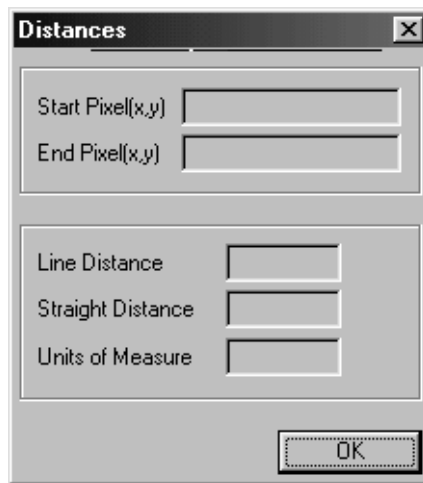 Distances
Start Pixel(x,y)
End Pixel(x,y)
Line Distance
Straight Distance
Units of Measure
OK